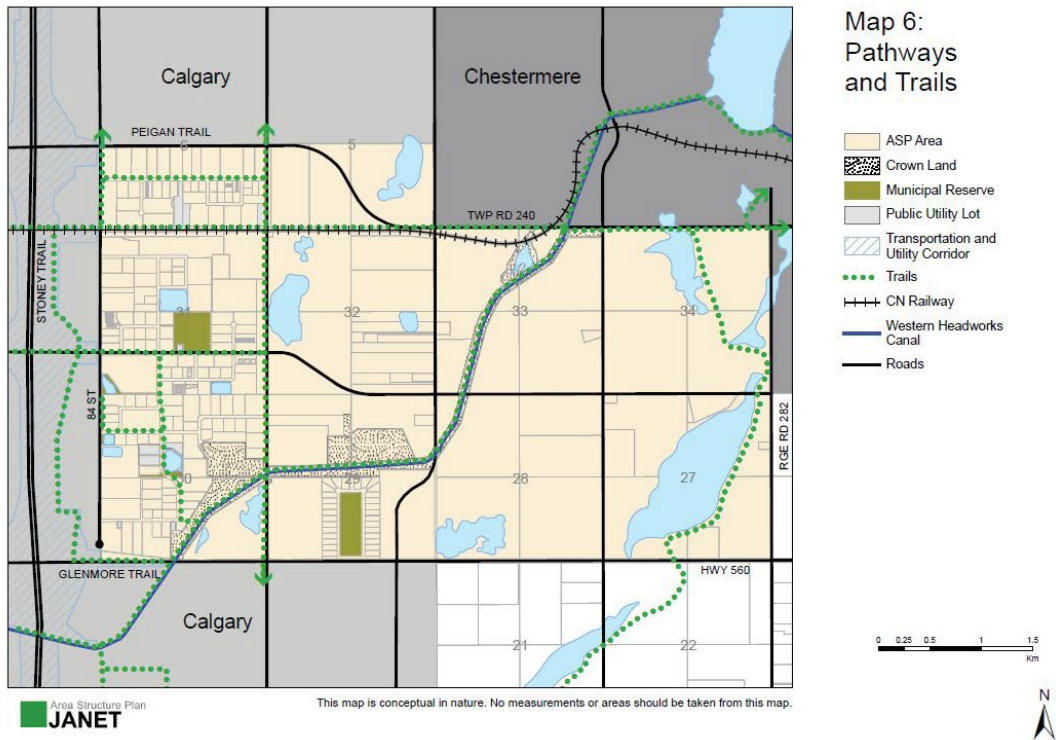 Map 6:
Pathways
and Trails
Calgary
Chestermere
PEIGAN TRAIL
6
5
TWP RD 240
STONEY TRAIL
31
32
33
34
84 ST
RGE RD 282
30
29
28
27
GLENMORE TRAIL
HWY 560
Calgary
21
22
ASP Area
Crown Land
Municipal Reserve
Public Utility Lot
Transportation and
Utility Corridor
Trails
CN Railway
Western Headworks
Canal
Roads
0 0.25 0.5 1 1.5
Km
N
Area Structure Plan
JANET
This map is conceptual in nature. No measurements or areas should be taken from this map.